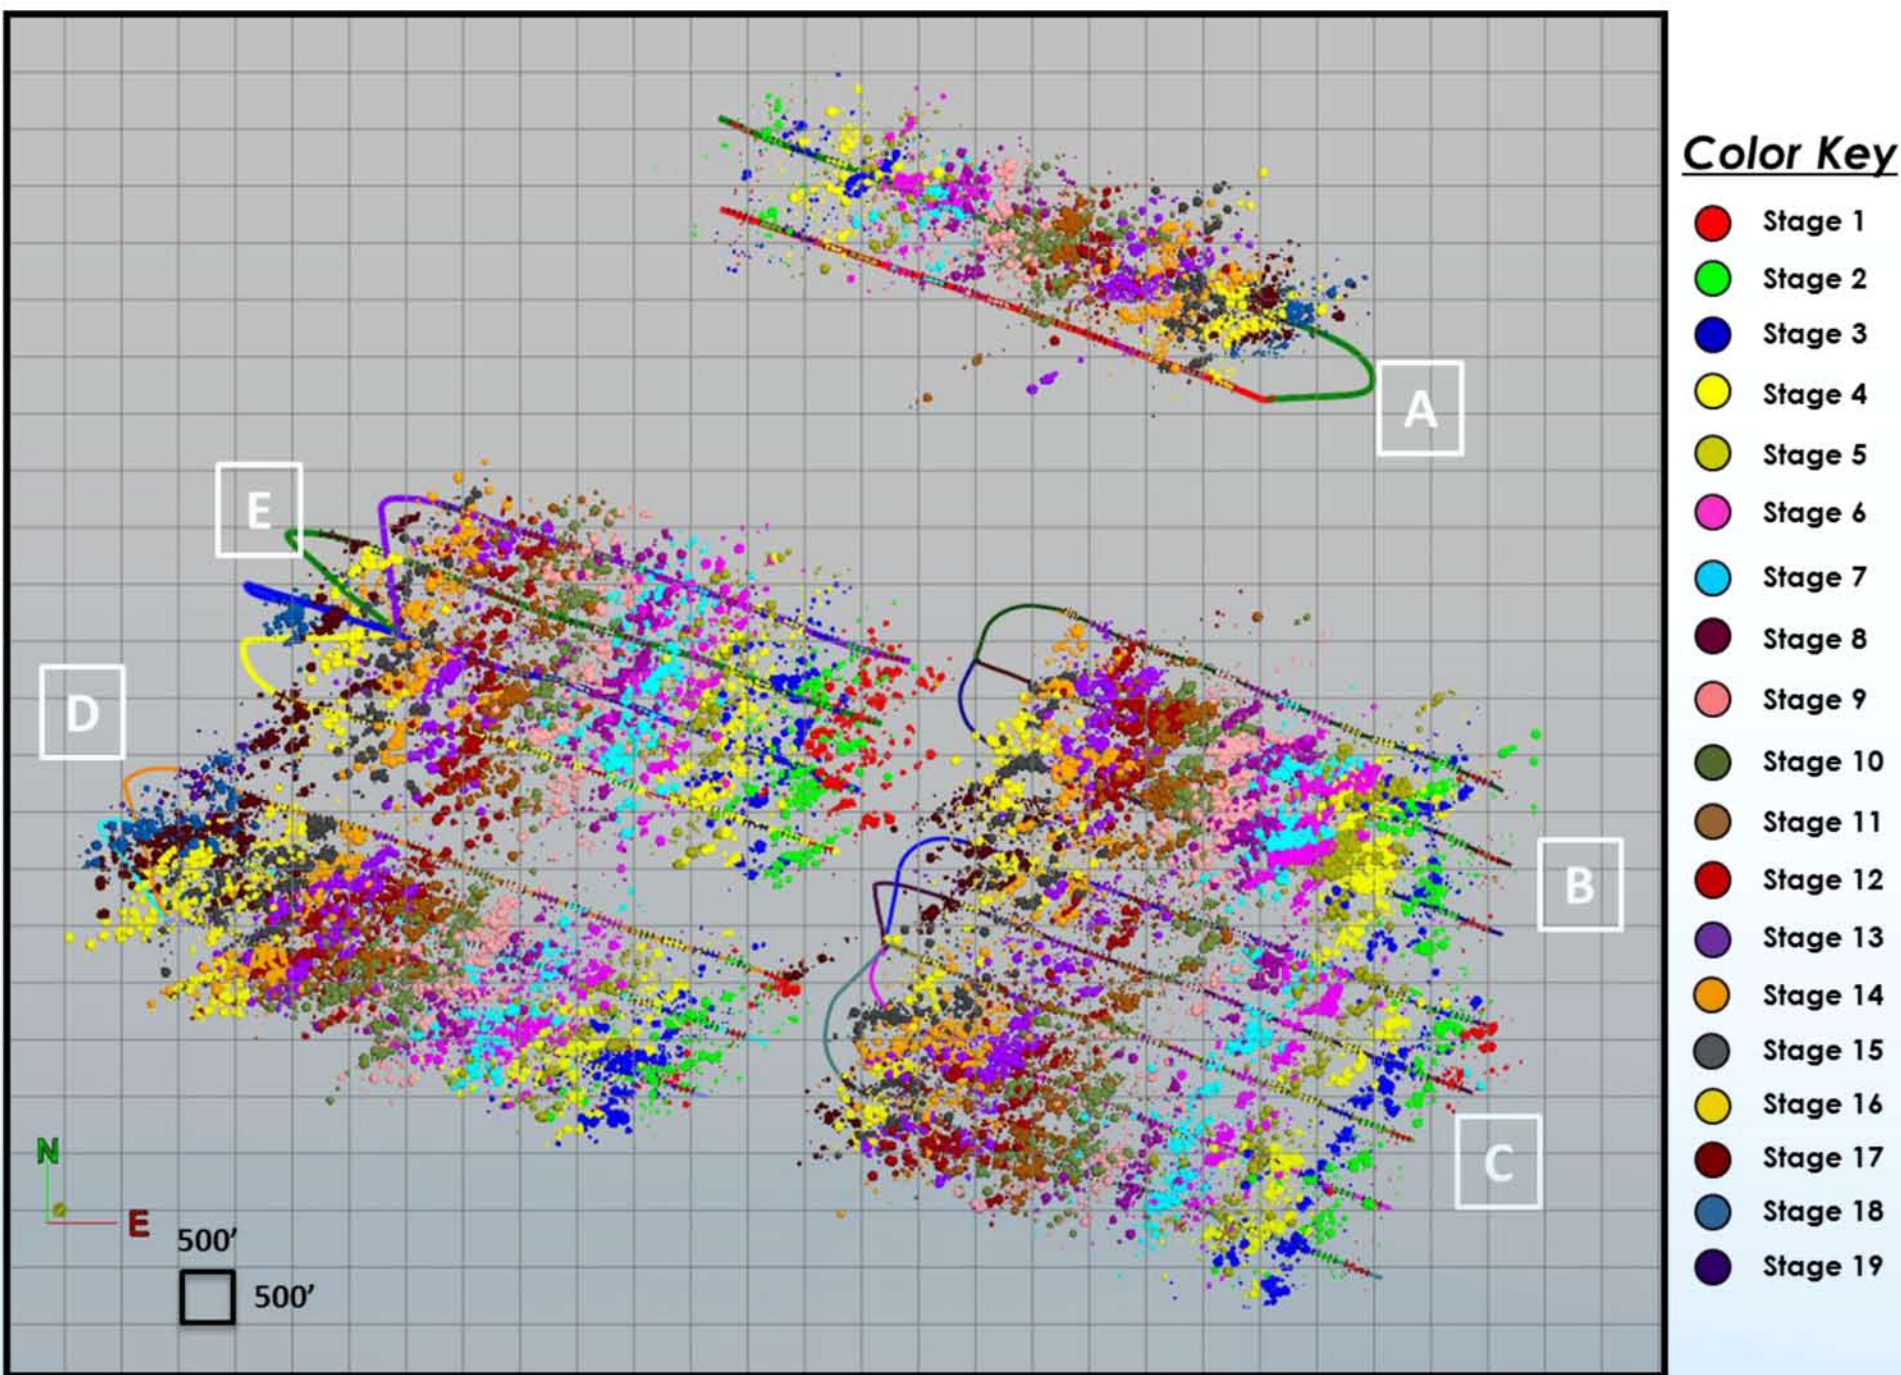 A
E
D
B
C
N
E
500’
500’
Color Key
Stage 1
Stage 2
Stage 3
Stage 4
Stage 5
Stage 6
Stage 7
Stage 8
Stage 9
Stage 10
Stage 11
Stage 12
Stage 13
Stage 14
Stage 15
Stage 16
Stage 17
Stage 18
Stage 19